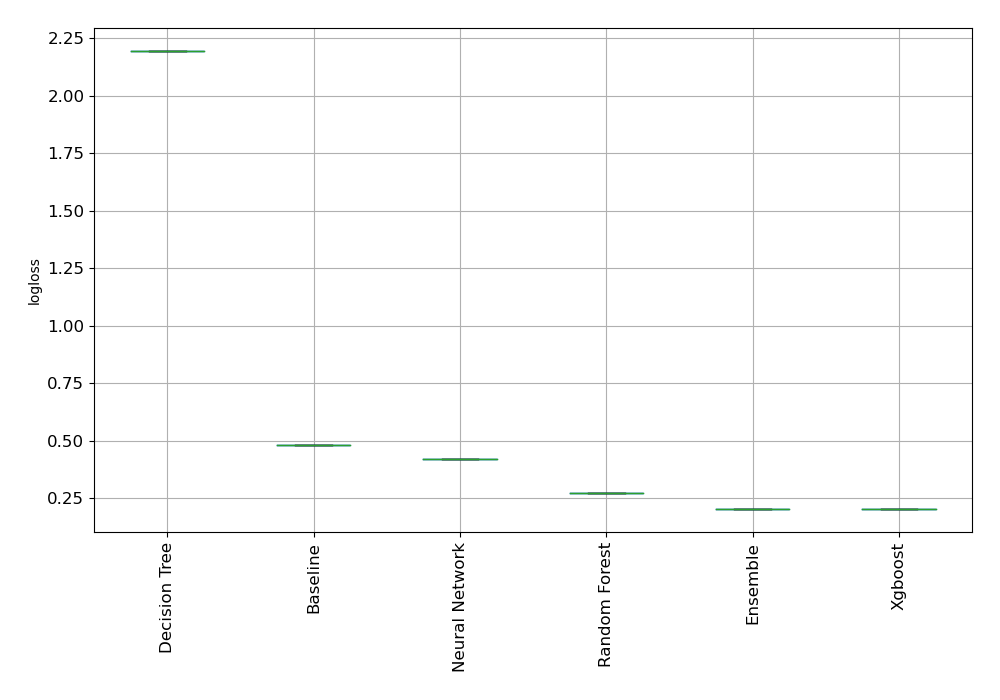 2.25
2.00
1.75
1.50
1.25
1.00
0.75
0.50
0.25
logloss
Decision Tree
Baseline
Neural Network
Random Forest
Ensemble
Xgboost